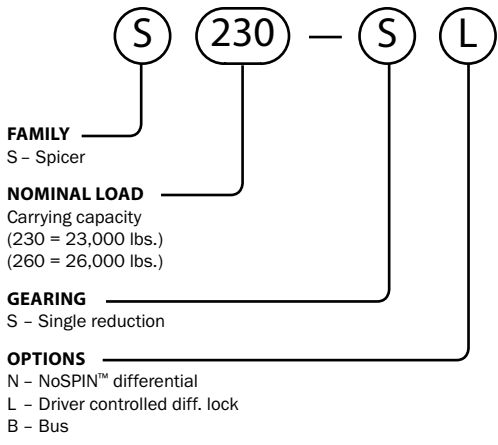 S 230 – S L
FAMILY
S – Spicer
NOMINAL LOAD
Carrying capacity
(230 = 23,000 lbs.)
(260 = 26,000 lbs.)
GEARING
S – Single reduction
OPTIONS
N – NoSPIN™ differential
L – Driver controlled diff. lock
B – Bus